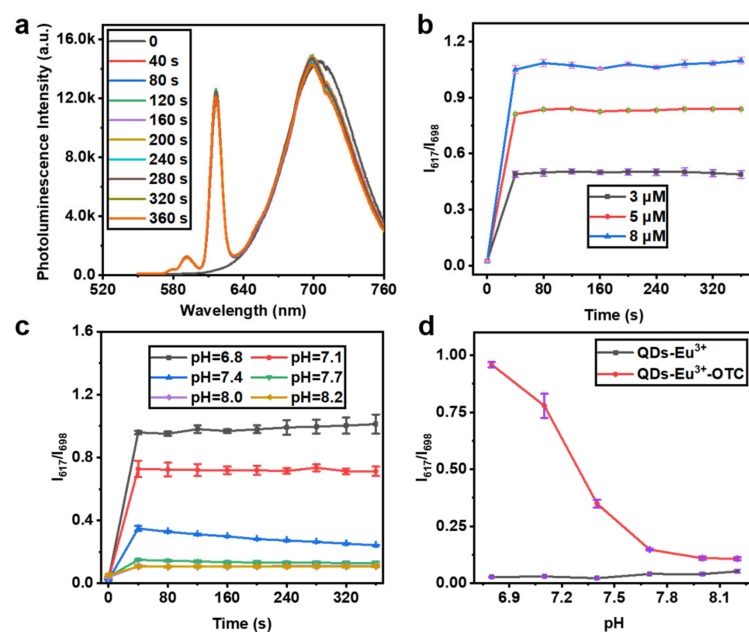 a
Photoluminescence Intensity (a.u.)
16.0k
12.0k
8.0k
4.0k
0.0
0
40 s
80 s
120 s
160 s
200 s
240 s
280 s
320 s
360 s
520
580
640
700
760
Wavelength (nm)
b
I617/I698
1.2
0.9
0.6
0.3
0.0
3 μM
5 μM
8 μM
0
80
160
240
320
Time (s)
c
I617/I698
1.6
1.2
0.8
0.4
0.0
pH=6.8
pH=7.1
pH=7.4
pH=7.7
pH=8.0
pH=8.2
0
80
160
240
320
Time (s)
d
I617/I698
1.00
0.75
0.50
0.25
0.00
QDs-Eu³⁺
QDs-Eu³⁺-OTC
6.9
7.2
7.5
7.8
8.1
pH